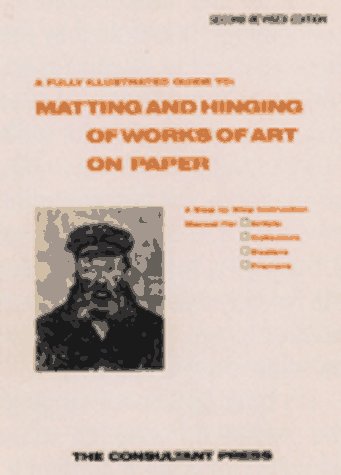 SECOND REVISED EDITION
A FULLY ILLUSTRATED GUIDE TO:
MATTING AND HINGING
OF WORKS OF ART
ON PAPER
A Step by Step Instruction
Manual For Artists
Collectors
Dealers
Framers
THE CONSULTANT PRESS